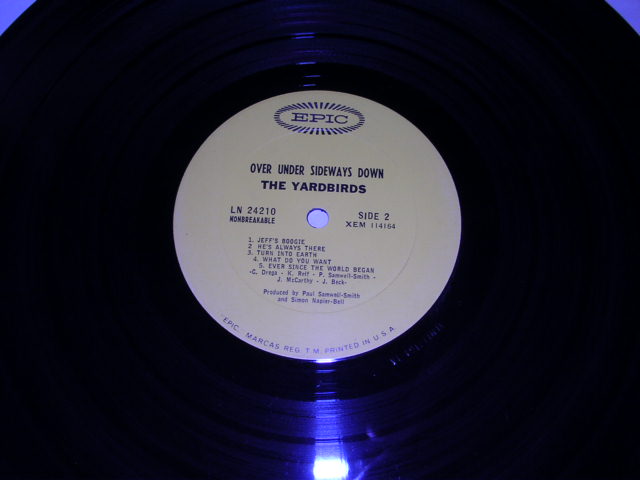 EPIC
OVER UNDER SIDEWAYS DOWN
THE YARDBIRDS
LN 24210
NONBREAKABLE
SIDE 2
XEM 114164
1. JEFF'S BOOGIE
2 HE'S ALWAYS THERE
3. TURN INTO EARTH
4. WHAT DO YOU WANT
5. EVER SINCE THE WORLD BEGAN
-C. Drega - K. Relf - P. Samwell-Smith -
J. McCarthy - J. Beck-
Produced by Paul Samwell-Smith
and Simon Napier-Bell
EPIC, MARCAS REG. T.M. PRINTED IN U.S.A.